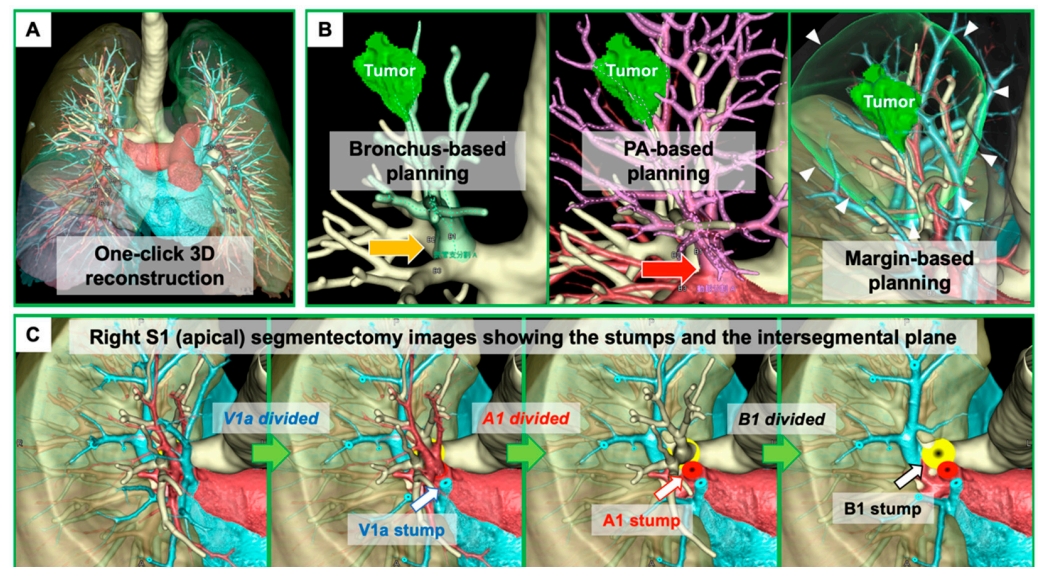 A
One-click 3D
reconstruction
B
Tumor
Bronchus-based
planning
Tumor
PA-based
planning
Tumor
Margin-based
planning
C
Right S1 (apical) segmentectomy images showing the stumps and the intersegmental plane
V1a divided
A1 divided
B1 divided
V1a stump
A1 stump
B1 stump